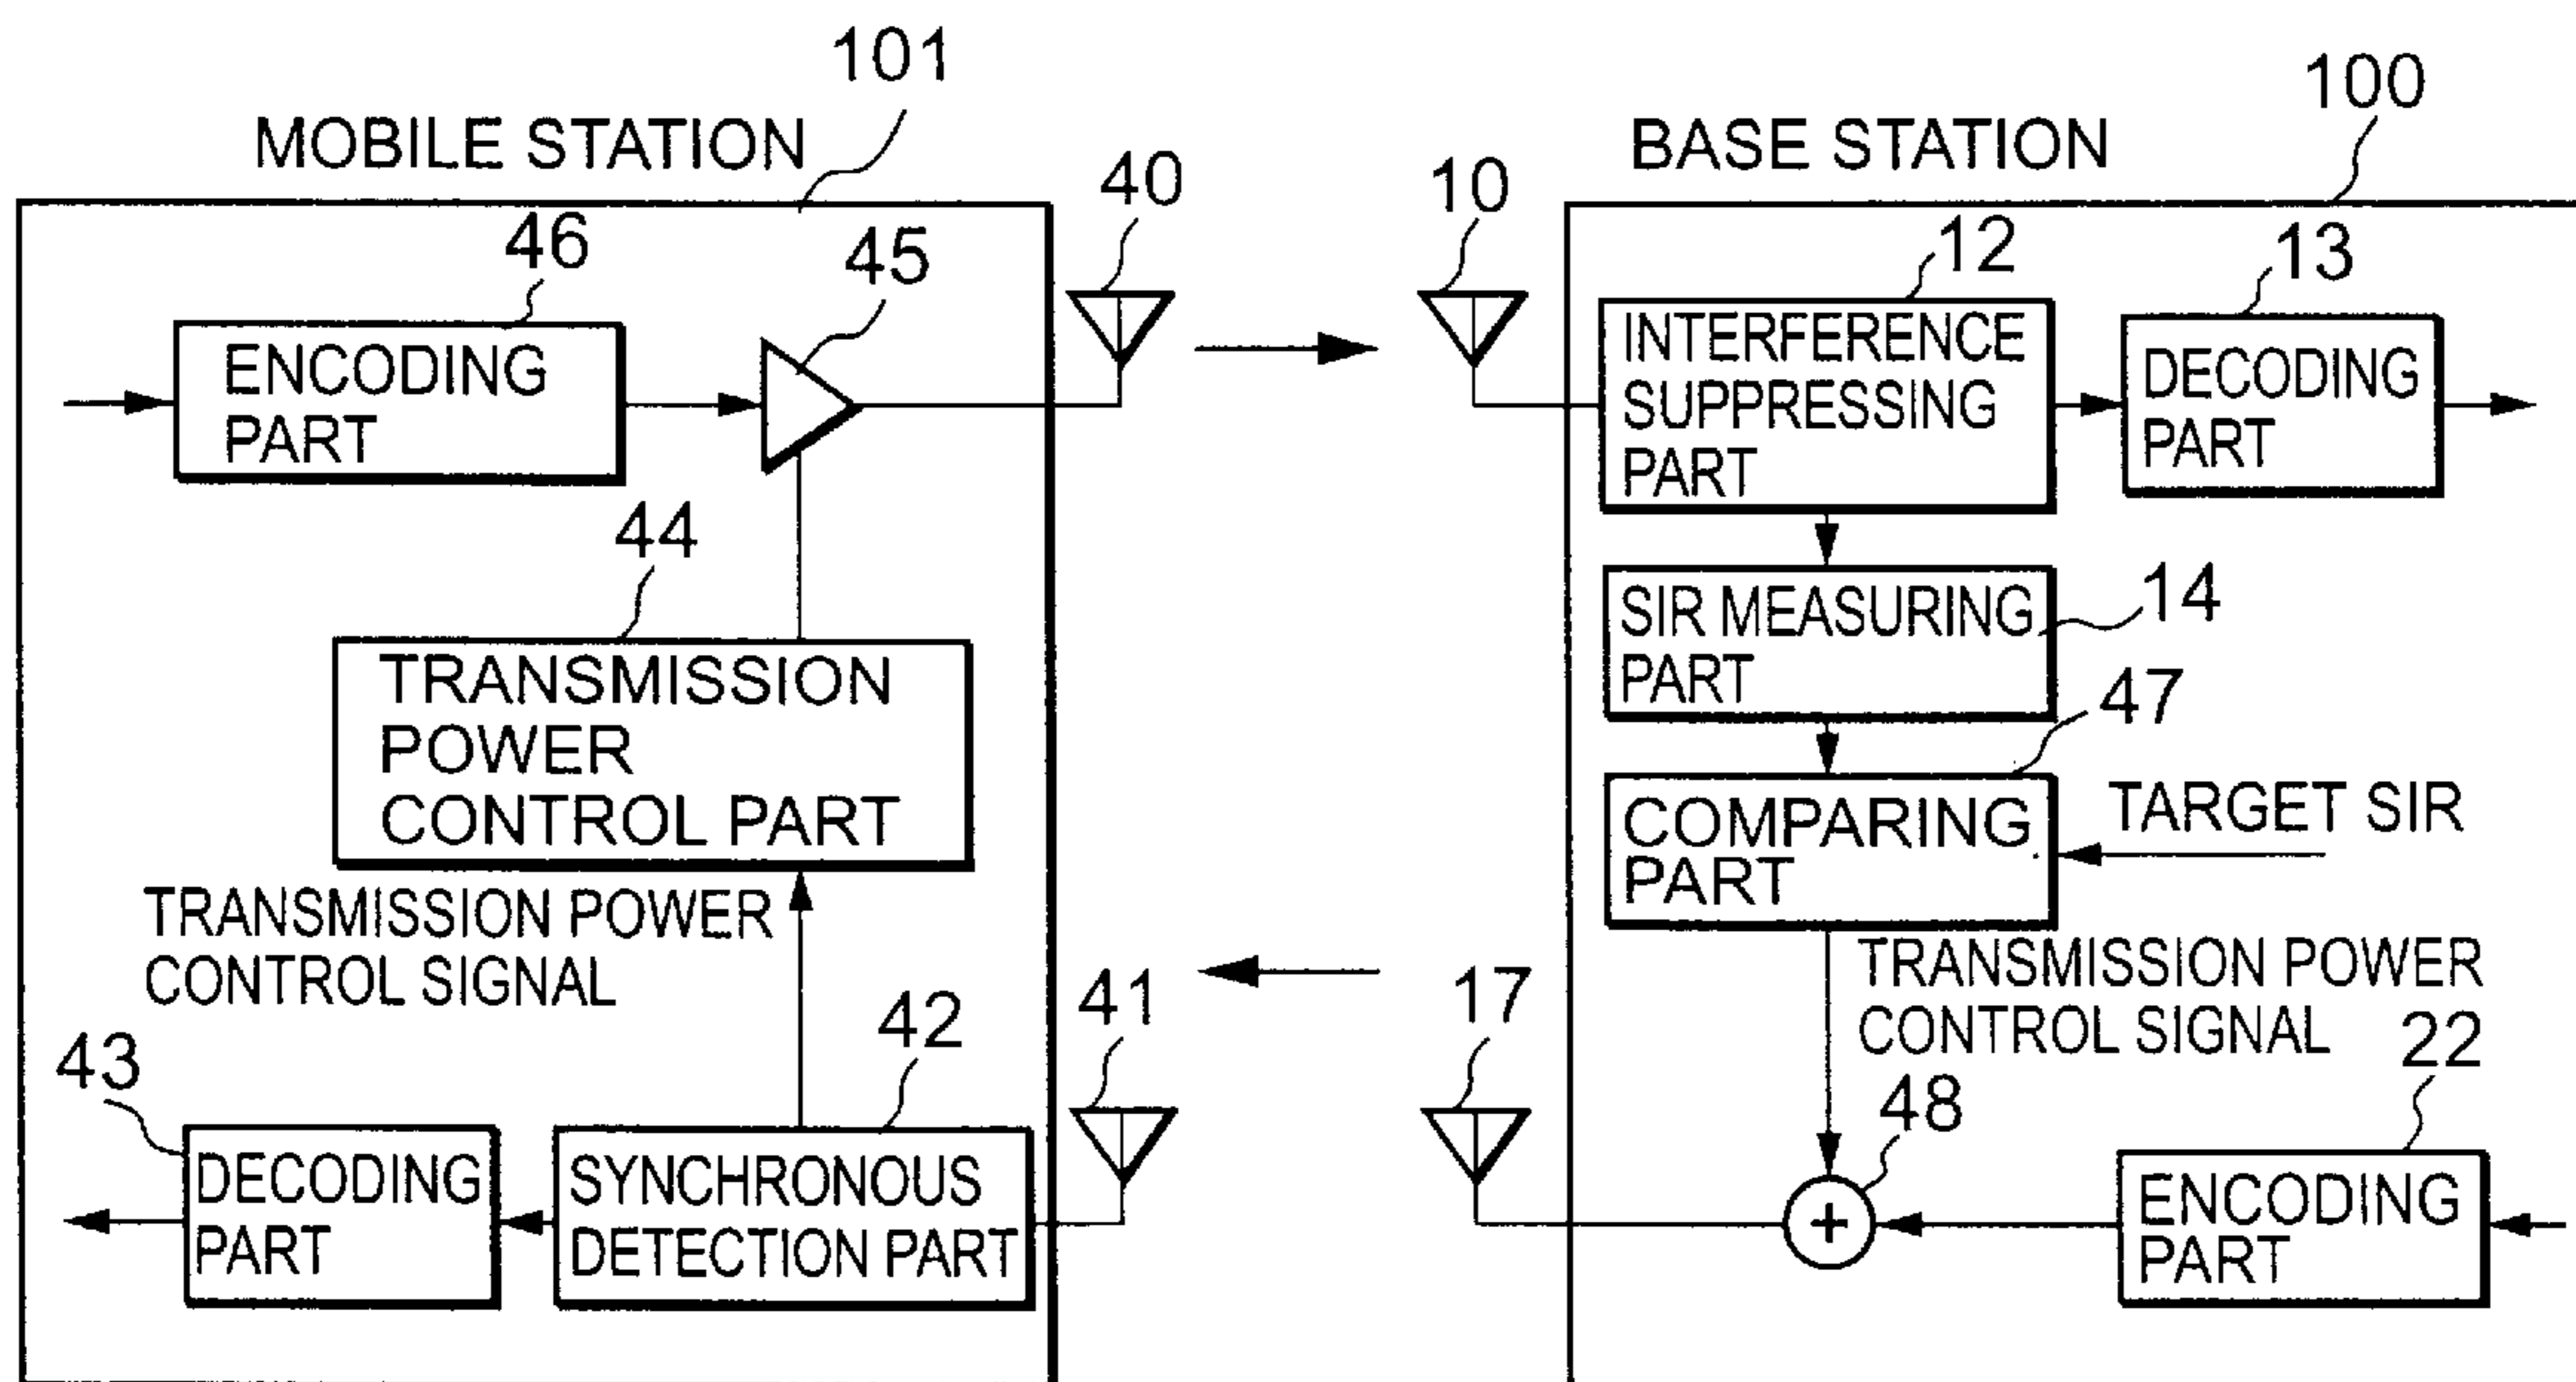 101
100
MOBILE STATION
BASE STATION
40
10
46
45
12
13
ENCODING
PART
INTERFERENCE
SUPPRESSING
PART
DECODING
PART
44
SIR MEASURING
PART
14
TRANSMISSION
POWER
CONTROL PART
47
COMPARING
PART
TARGET SIR
TRANSMISSION POWER
CONTROL SIGNAL
TRANSMISSION POWER
CONTROL SIGNAL
43
42
41
17
48
22
DECODING
PART
SYNCHRONOUS
DETECTION PART
+
ENCODING
PART